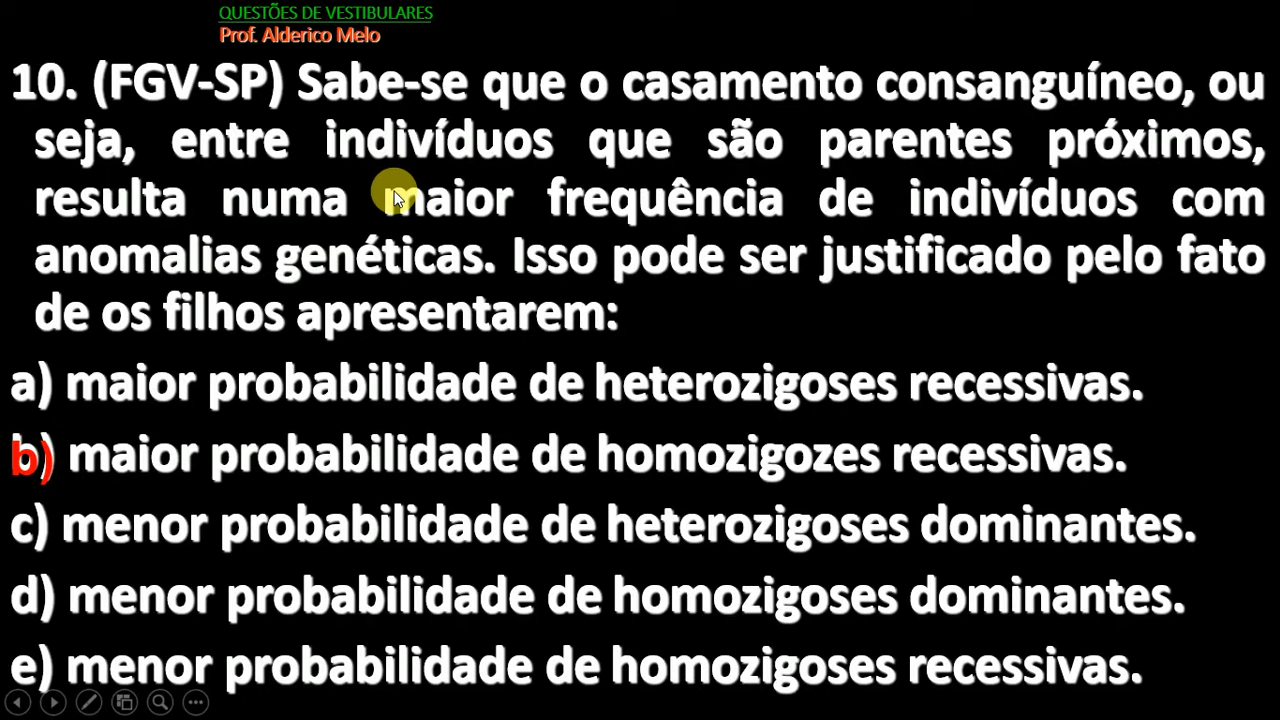 QUESTÕES DE VESTIBULARES
Prof. Alderico Melo
10. (FGV-SP) Sabe-se que o casamento consanguíneo, ou
seja, entre indivíduos que são parentes próximos,
resulta numa maior frequência de indivíduos com
anomalias genéticas. Isso pode ser justificado pelo fato
de os filhos apresentarem:
a) maior probabilidade de heterozigoses recessivas.
b) maior probabilidade de homozigozes recessivas.
c) menor probabilidade de heterozigoses dominantes.
d) menor probabilidade de homozigoses dominantes.
e) menor probabilidade de homozigoses recessivas.